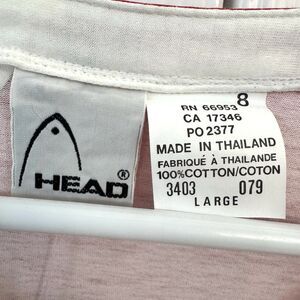 HEAD
®
8
RN 66953
CA 17346
PO 2377
MADE IN THAILAND
FABRIQUÉ À THAILANDE
100%COTTON/COTON
3403 079
LARGE